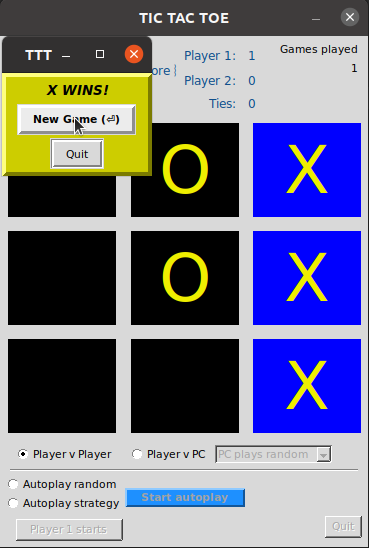 TIC TAC TOE
TTT
X WINS!
New Game (⏎)
Quit
Player 1: 1
Player 2: 0
Ties: 0
Games played
1
O X
O X
X
Player v Player
Player v PC
PC plays random
Autoplay random
Autoplay strategy
Start autoplay
Player 1 starts
Quit